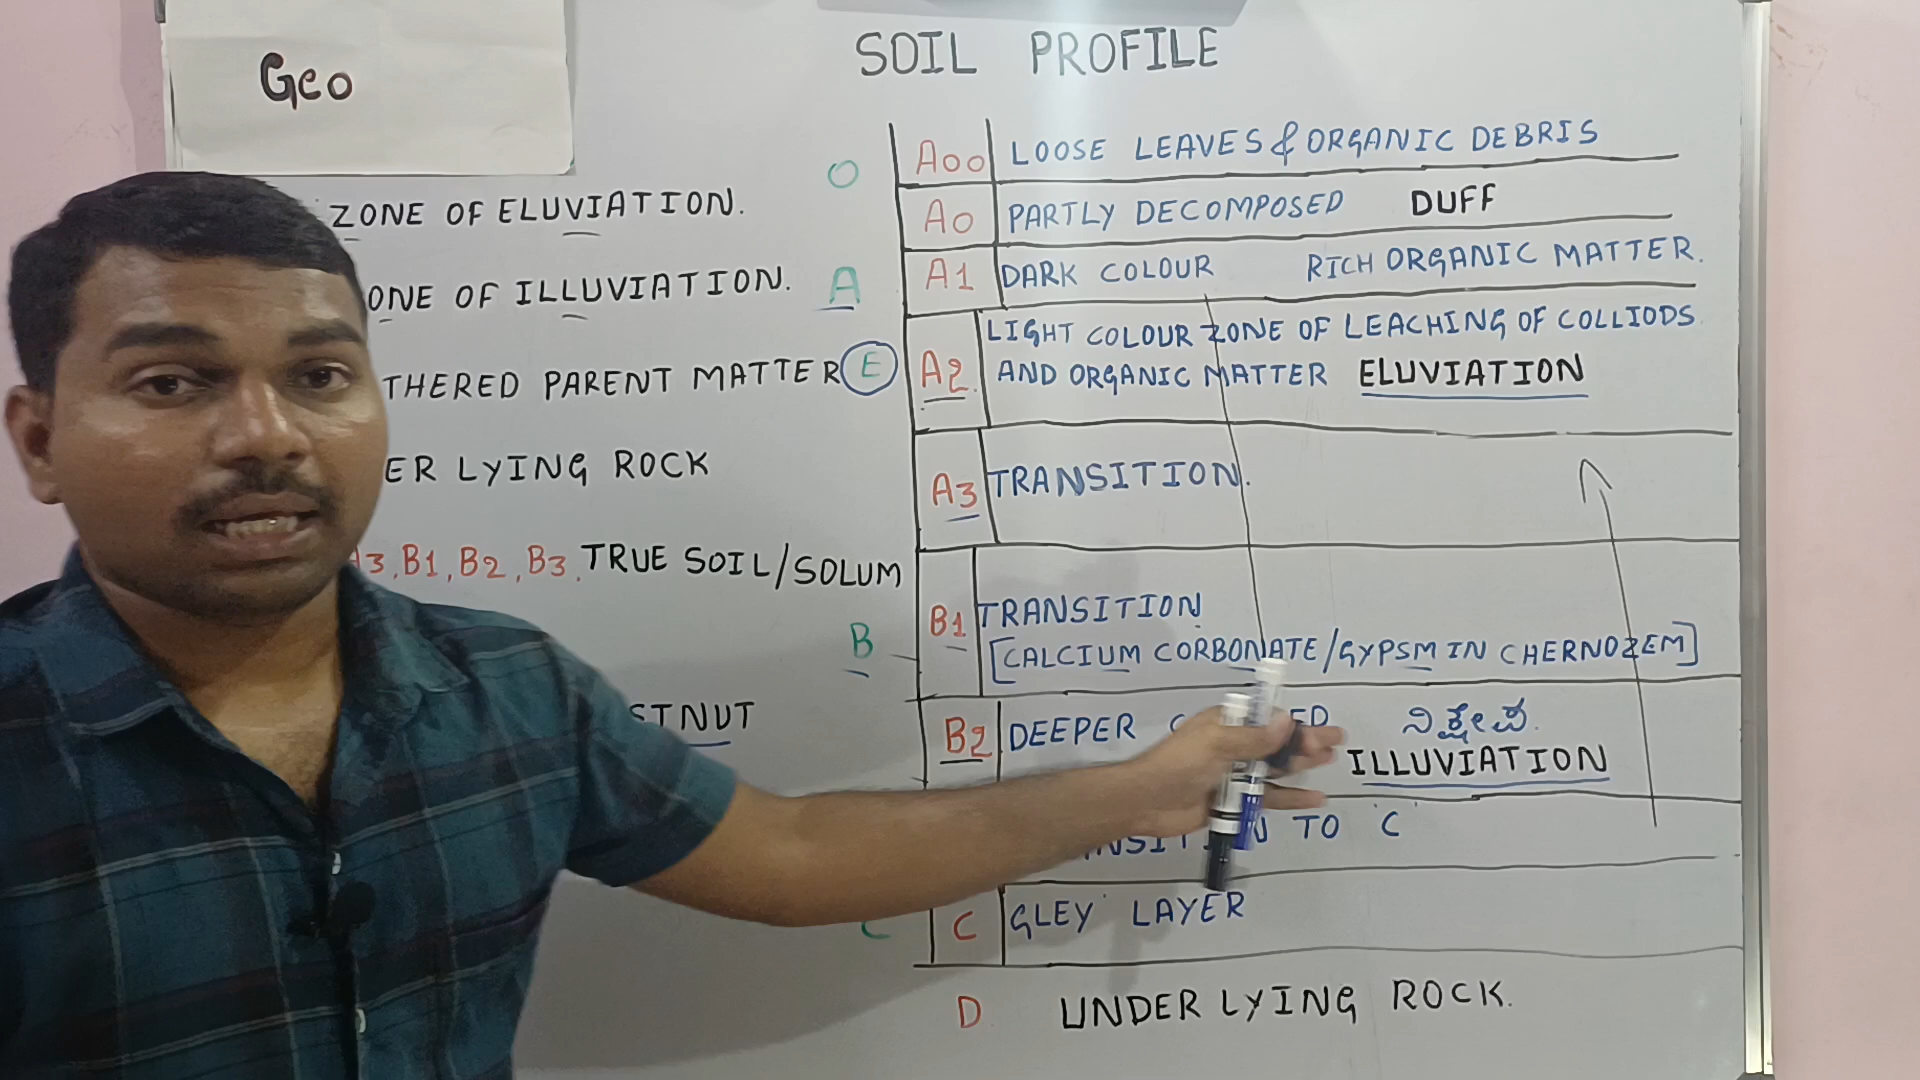 Geo
SOIL PROFILE
ZONE OF ELUVIATION.
ONE OF ILLUVIATION.
THERED PARENT MATTER
ER LYING ROCK
A3, B1, B2, B3. TRUE SOIL/SOLUM
STNUT
O
A
E
B
C
A00 LOOSE LEAVES & ORGANIC DEBRIS
A0 PARTLY DECOMPOSED DUFF
A1 DARK COLOUR RICH ORGANIC MATTER.
A2. LIGHT COLOUR ZONE OF LEACHING OF COLLIODS
AND ORGANIC MATTER ELUVIATION
A3 TRANSITION.
B1 TRANSITION
[CALCIUM CORBONATE/GYPSM IN CHERNOZEM]
B2 DEEPER ನಿಕ್ಷೇಪ.
ILLUVIATION
TO 'C'
C GLEY LAYER
D UNDER LYING ROCK.